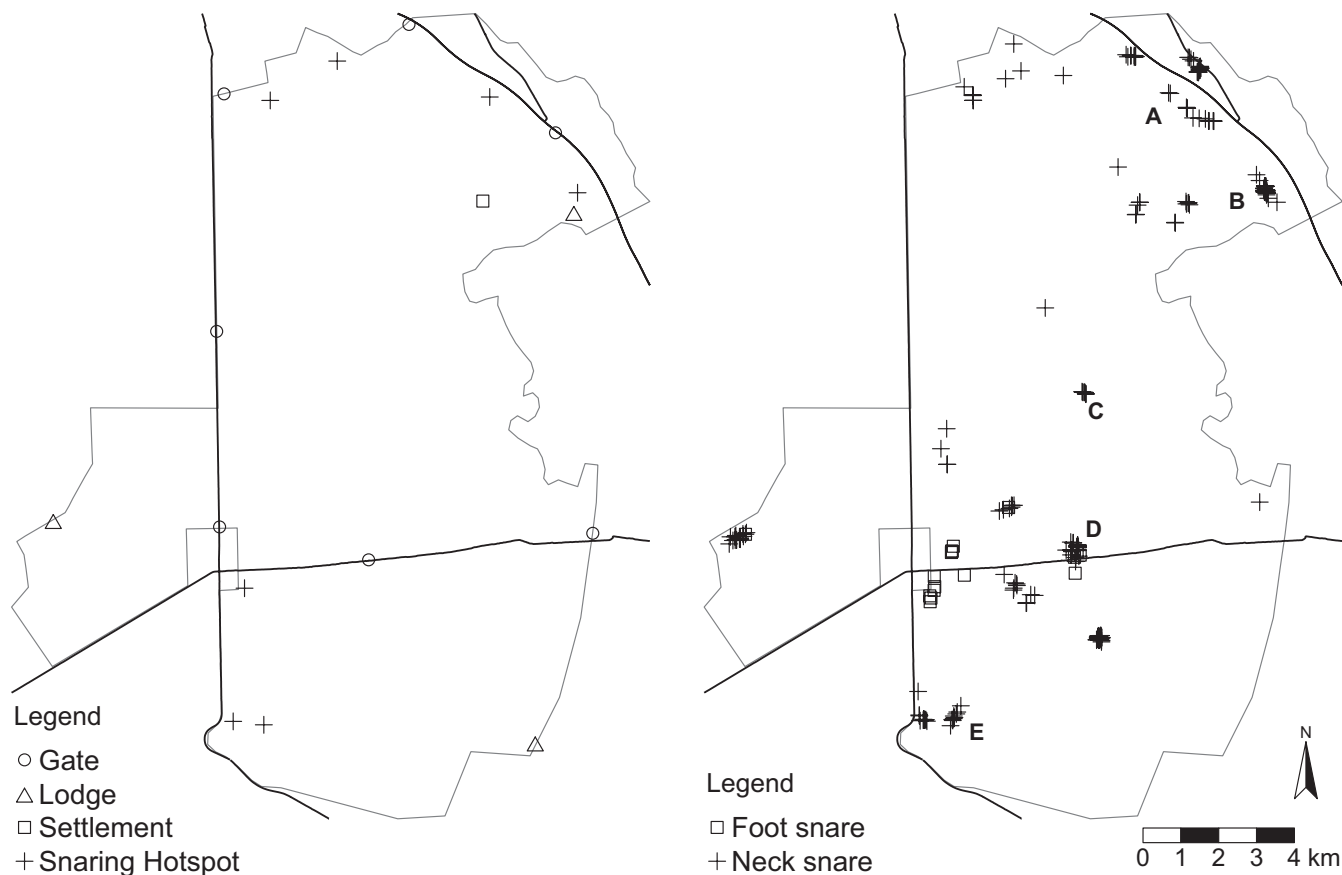 A
B
C
D
E
Legend
Gate
Lodge
Settlement
Snaring Hotspot
Legend
Foot snare
Neck snare
N
0 1 2 3 4 km